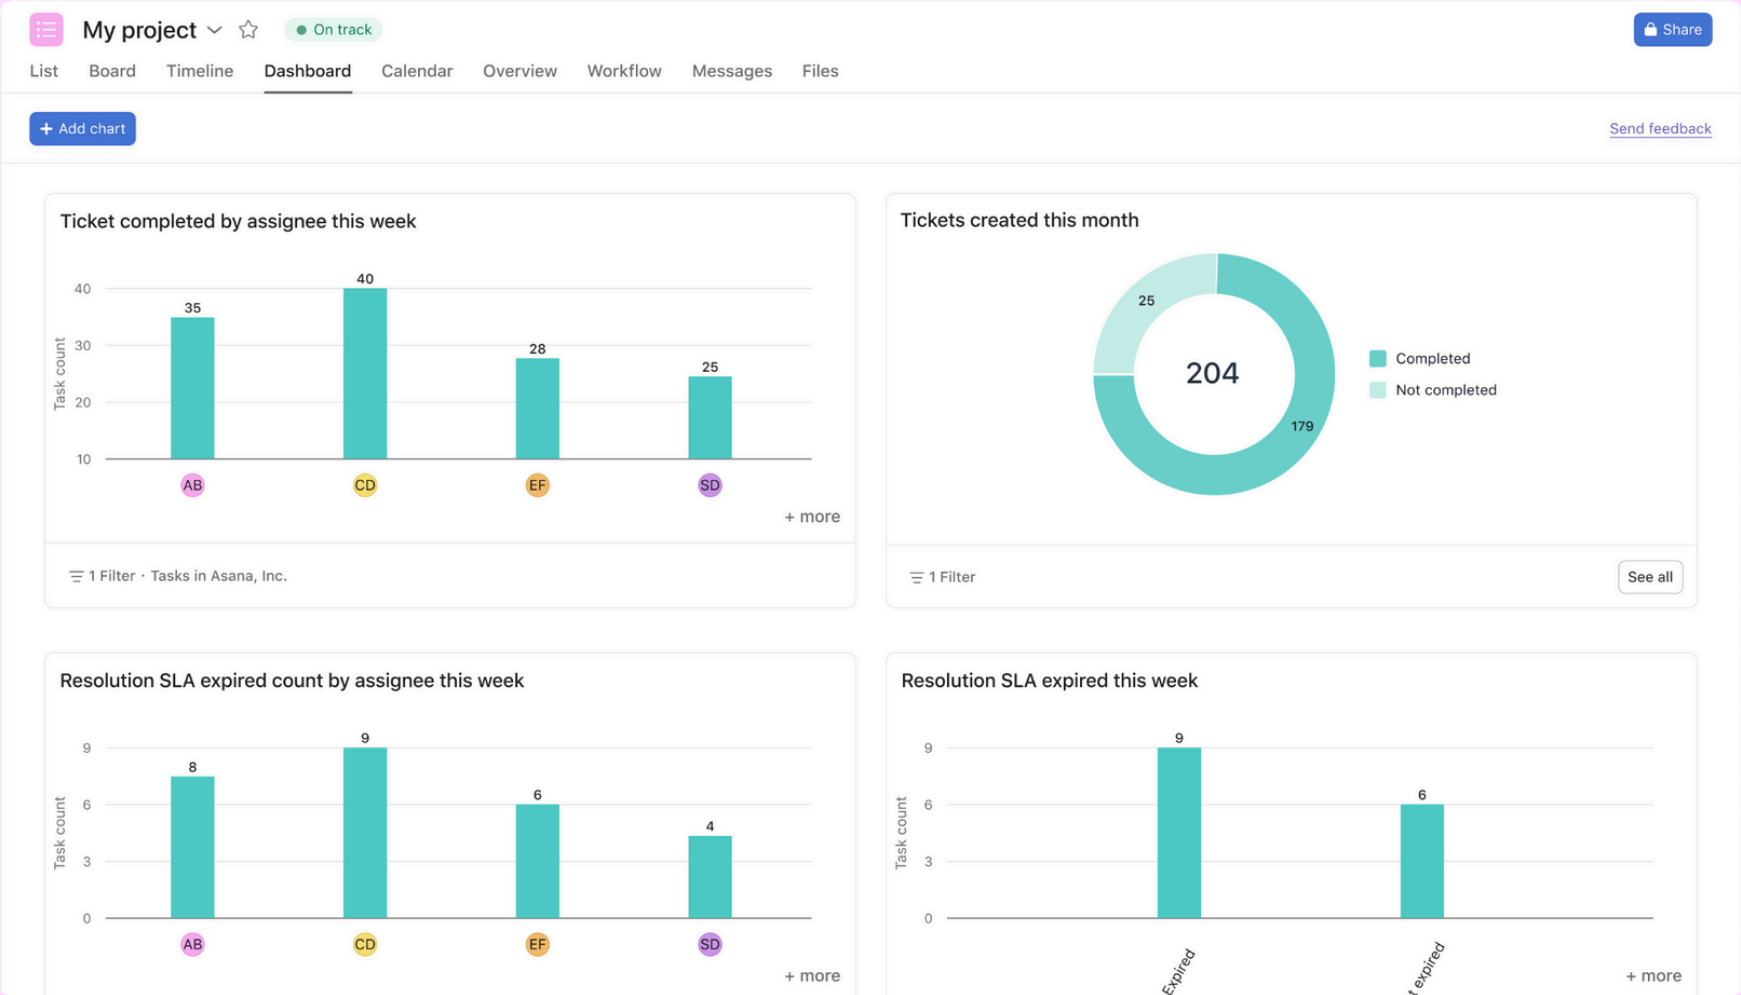 My project On track Share
List Board Timeline Dashboard Calendar Overview Workflow Messages Files
+ Add chart Send feedback
Ticket completed by assignee this week
40
30
20
10
Task count
35
40
28
25
AB CD EF SD
+ more
1 Filter · Tasks in Asana, Inc.
Tickets created this month
25
204
179
Completed
Not completed
1 Filter See all
Resolution SLA expired count by assignee this week
9
6
3
0
Task count
8
9
6
4
AB CD EF SD
+ more
Resolution SLA expired this week
9
6
3
0
Task count
9
6
Expired
expired
+ more